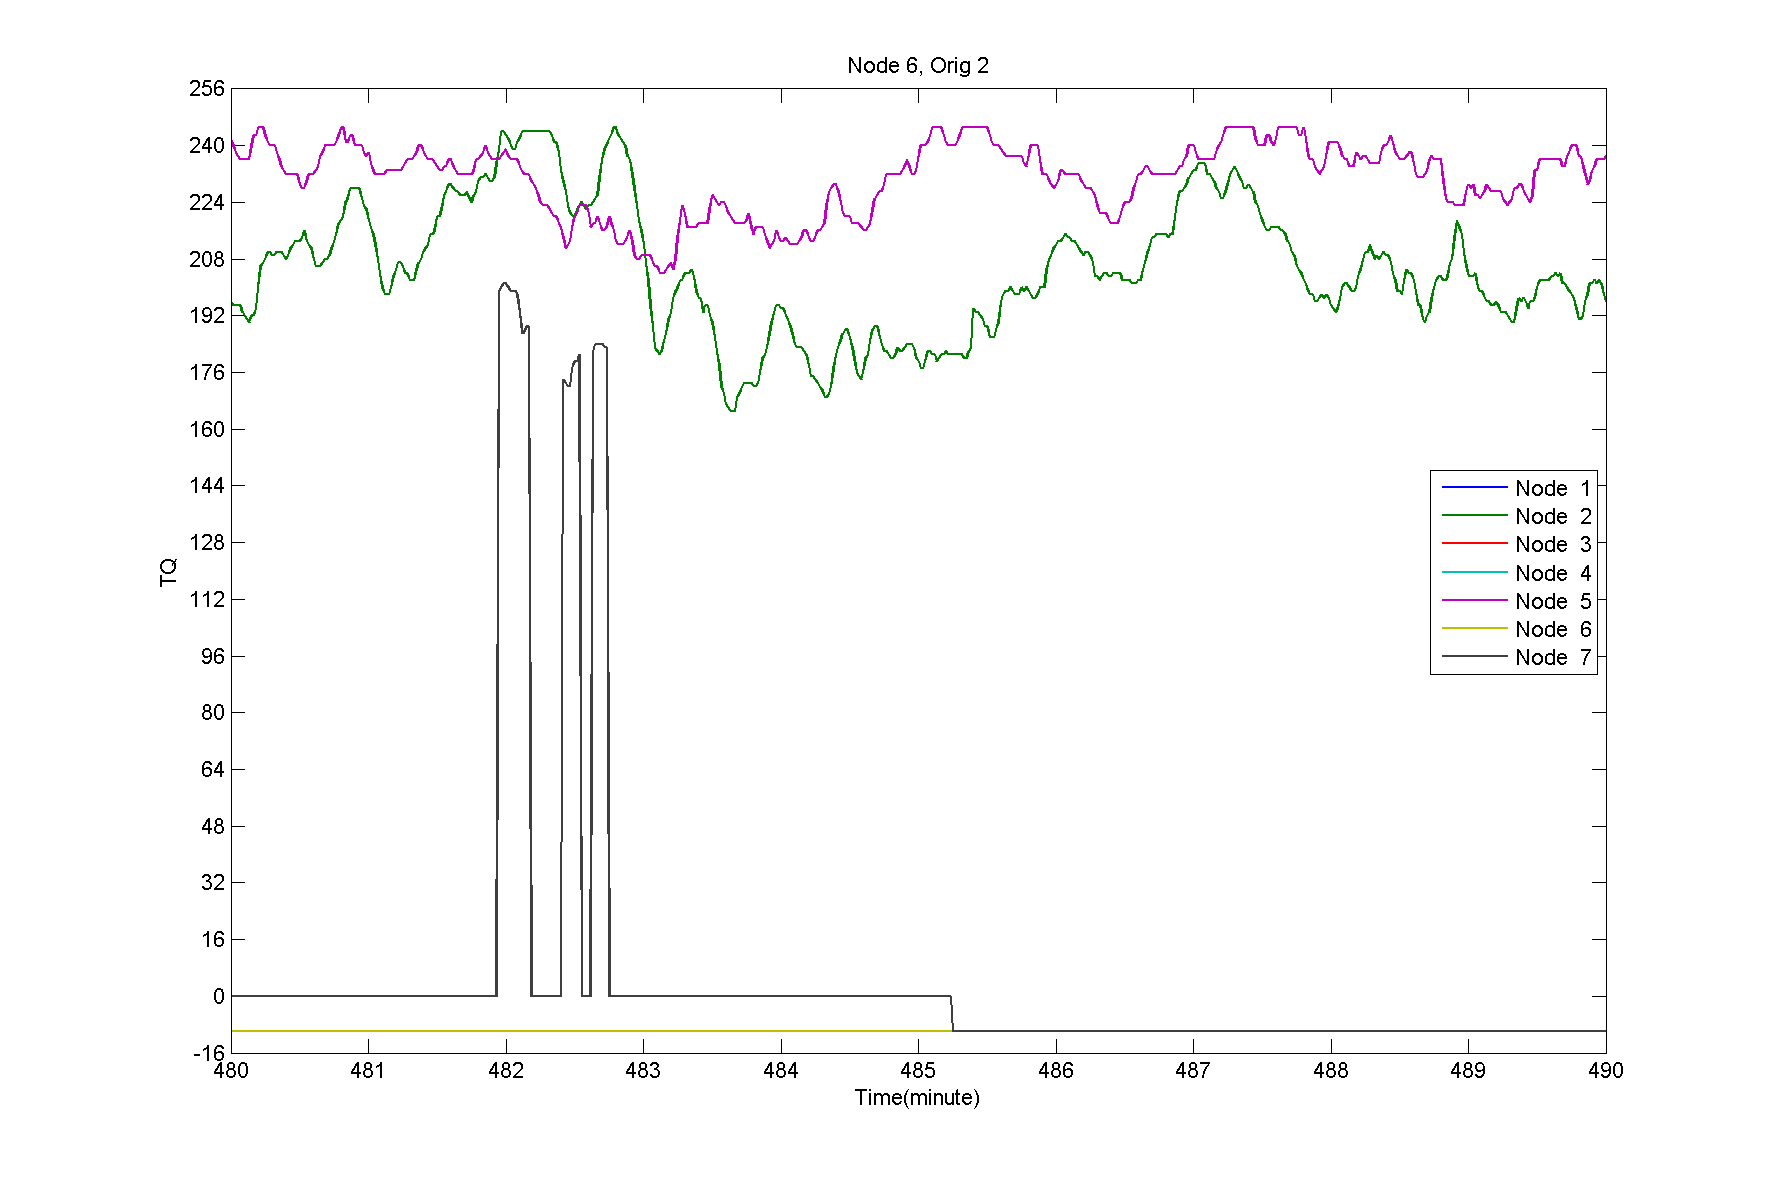 Node 6, Orig 2
256
240
224
208
192
176
160
144
128
112
96
80
64
48
32
16
0
-16
TQ
Node 1
Node 2
Node 3
Node 4
Node 5
Node 6
Node 7
480 481 482 483 484 485 486 487 488 489 490
Time(minute)